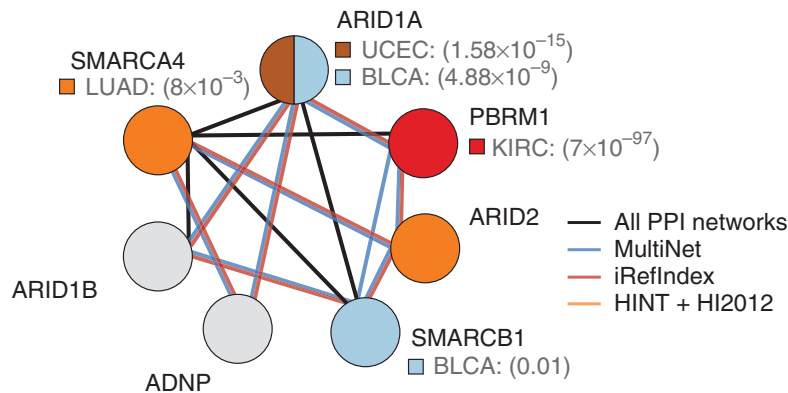 ARID1A
UCEC: (1.58×10⁻¹⁵)
BLCA: (4.88×10⁻⁹)
SMARCA4
LUAD: (8×10⁻³)
PBRM1
KIRC: (7×10⁻⁹⁷)
ARID2
All PPI networks
MultiNet
iRefIndex
HINT + HI2012
ARID1B
SMARCB1
BLCA: (0.01)
ADNP